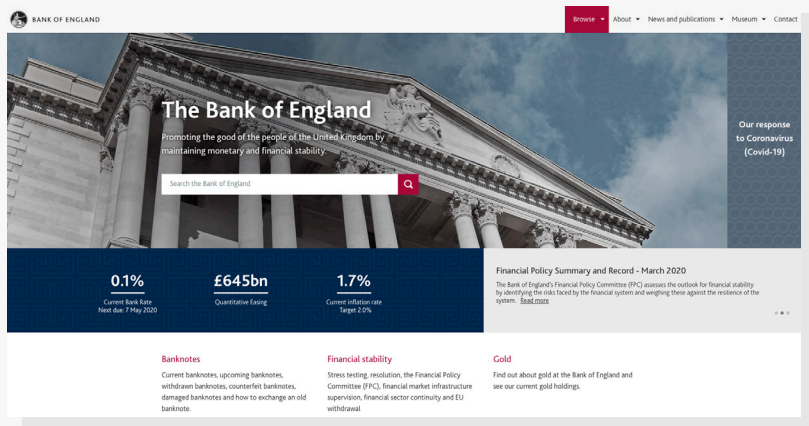 BANK OF ENGLAND
Browse
About
News and publications
Museum
Contact
The Bank of England
Promoting the good of the people of the United Kingdom by
maintaining monetary and financial stability.
Search the Bank of England
Our response
to Coronavirus
(Covid-19)
0.1%
Current Bank Rate
Next due: 7 May 2020
£645bn
Quantitative Easing
1.7%
Current inflation rate
Target 2.0%
Financial Policy Summary and Record - March 2020
The Bank of England's Financial Policy Committee (FPC) assesses the outlook for financial stability
by identifying the risks faced by the financial system and weighing these against the resilience of the
system. Read more
Banknotes
Current banknotes, upcoming banknotes,
withdrawn banknotes, counterfeit banknotes,
damaged banknotes and how to exchange an old
banknote.
Financial stability
Stress testing, resolution, the Financial Policy
Committee (FPC), financial market infrastructure
supervision, financial sector continuity and EU
withdrawal
Gold
Find out about gold at the Bank of England and
see our current gold holdings.